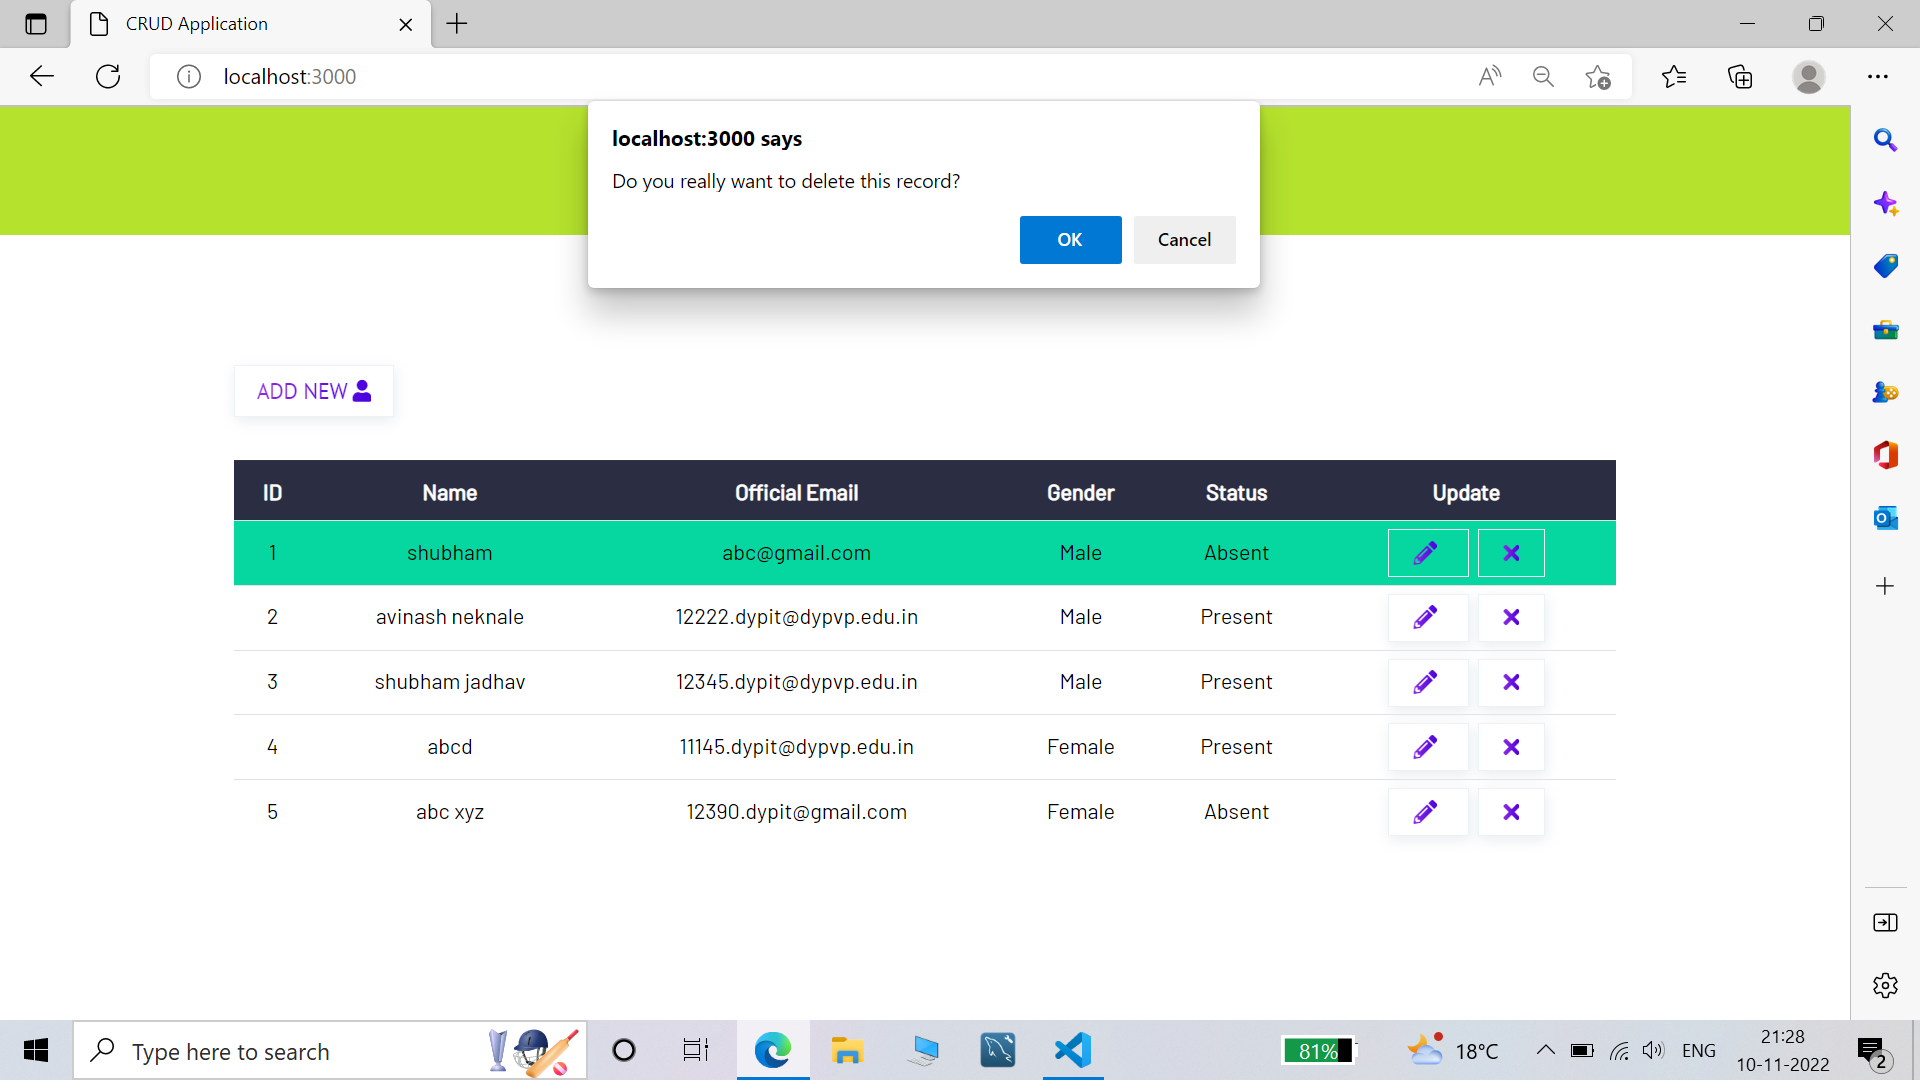 CRUD Application
localhost:3000
localhost:3000 says
Do you really want to delete this record?
OK Cancel
ADD NEW
ID Name Official Email Gender Status Update
1 shubham abc@gmail.com Male Absent
2 avinash neknale 12222.dypit@dypvp.edu.in Male Present
3 shubham jadhav 12345.dypit@dypvp.edu.in Male Present
4 abcd 11145.dypit@dypvp.edu.in Female Present
5 abc xyz 12390.dypit@gmail.com Female Absent
Type here to search 81% 18°C ENG 21:28
10-11-2022 2